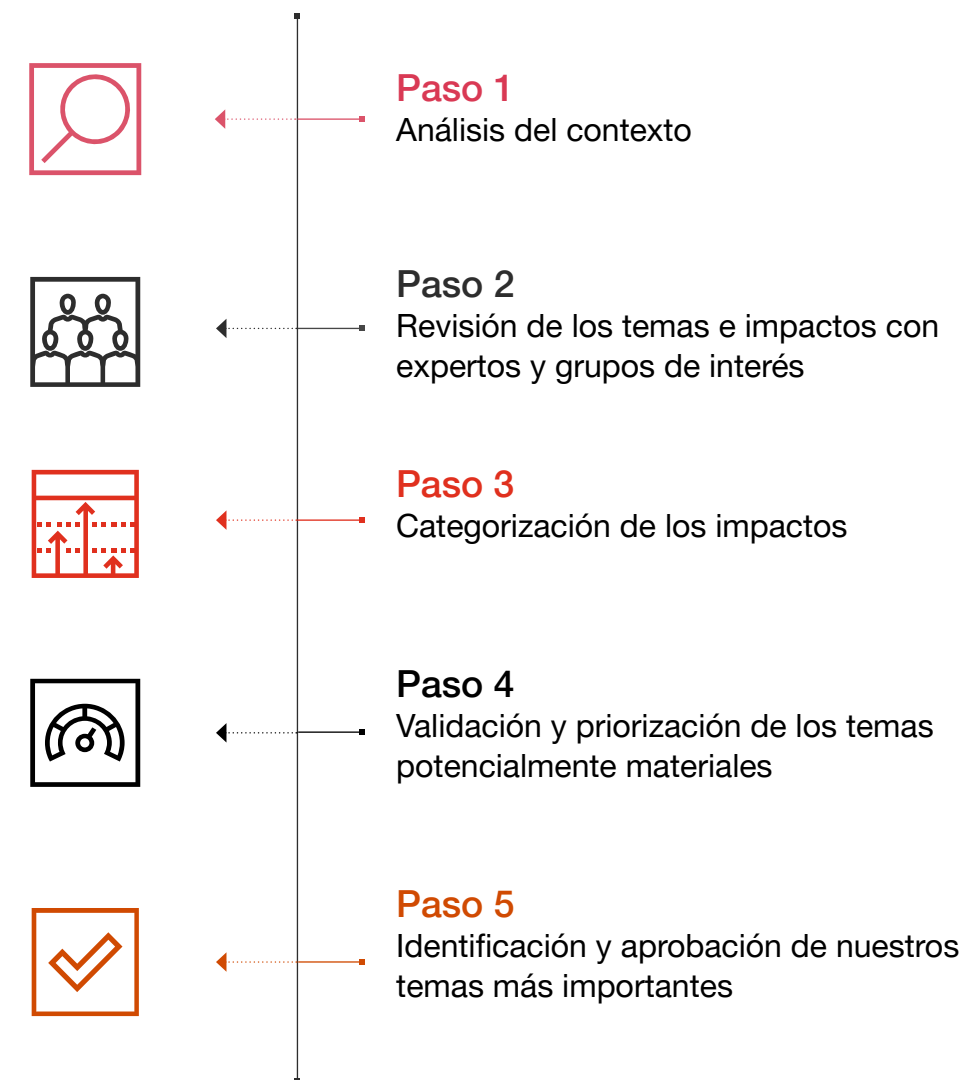 Paso 1
Análisis del contexto
Paso 2
Revisión de los temas e impactos con
expertos y grupos de interés
Paso 3
Categorización de los impactos
Paso 4
Validación y priorización de los temas
potencialmente materiales
Paso 5
Identificación y aprobación de nuestros
temas más importantes